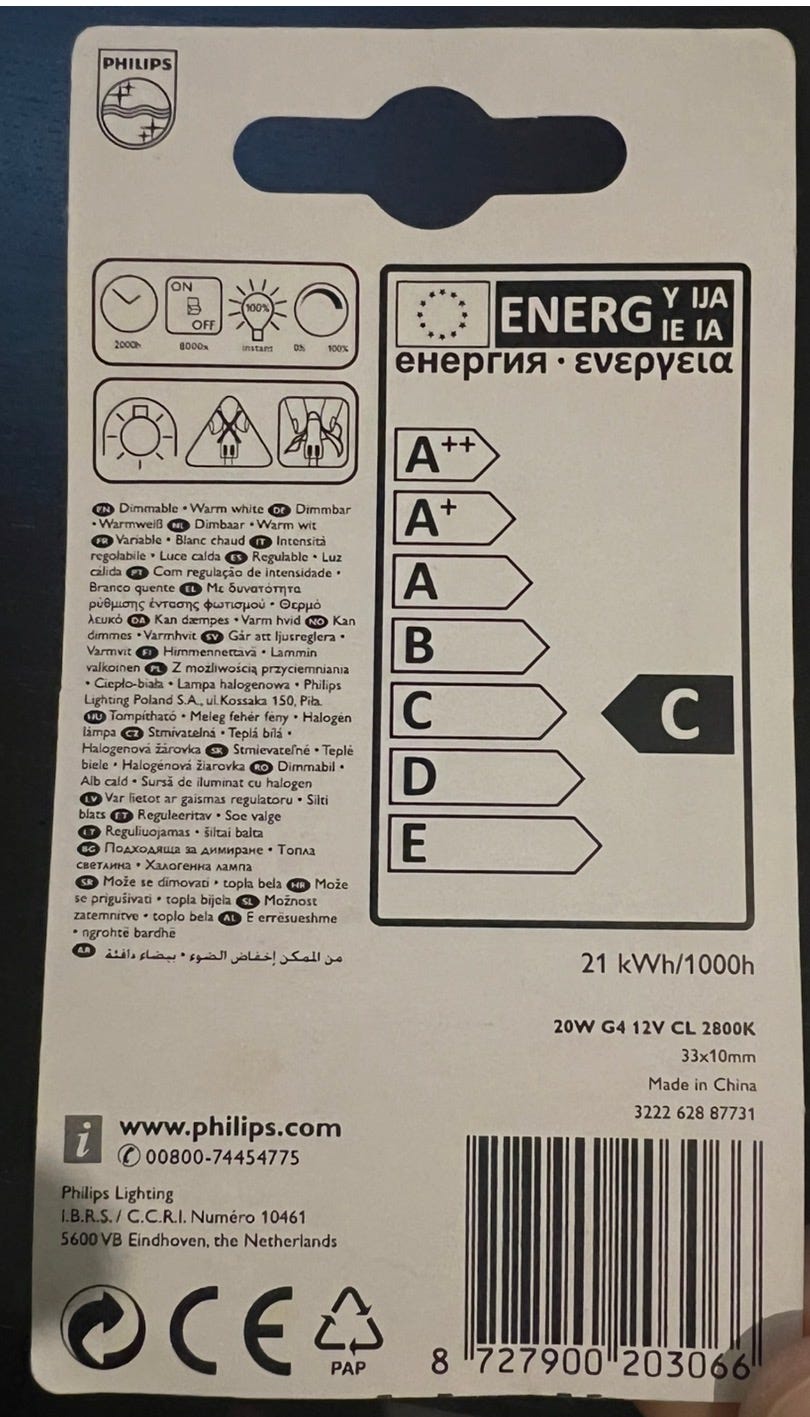 PHILIPS
ON
OFF
100%
2000h
8000x
instant
0%
100%
EN Dimmable • Warm white DE Dimmbar
• Warmweiß NL Dimbaar • Warm wit
FR Variable • Blanc chaud IT Intensità
regolabile • Luce calda ES Regulable • Luz
cálida PT Com regulação de intensidade •
Branco quente EL Με δυνατότητα
ρύθμισης έντασης φωτισμού • Θερμό
λευκό DA Kan dæmpes • Varm hvid NO Kan
dimmes • Varmhvit SV Går att ljusreglera •
Varmvit FI Himmennettävä • Lämmin
valkoinen PL Z możliwością przyciemniania
• Ciepło-biała • Lampa halogenowa • Philips
Lighting Poland S.A., ul.Kossaka 150, Piła.
HU Tompítható • Meleg fehér fény • Halogén
lámpa CZ Stmívatelná • Teplá bílá •
Halogenová žárovka SK Stmievateľné • Teplé
biele • Halogénová žiarovka RO Dimmabil •
Alb cald • Sursă de iluminat cu halogen
LV Var lietot ar gaismas regulatoru • Silti
balts ET Reguleeritav • Soe valge
LT Reguliuojamas • šiltai balta
BG Подходяща за димиране • Топла
светлина • Халогенна лампа
SR Može se dimovati • topla bela HR Može
se prigušivati • topla bijela SL Možnost
zatemnitve • toplo bela AL E errësueshme
• ngrohtë bardhë
AR من الممكن إخفاض الضوء • بيضاء دافئة
ENERG Y IJA
IE IA
енергия · ενεργεια
A++
A+
A
B
C
C
D
E
21 kWh/1000h
20W G4 12V CL 2800K
33x10mm
Made in China
3222 628 87731
i www.philips.com
✆ 00800-74454775
Philips Lighting
I.B.R.S. / C.C.R.I. Numéro 10461
5600 VB Eindhoven, the Netherlands
CE
PAP
8 727900 203066